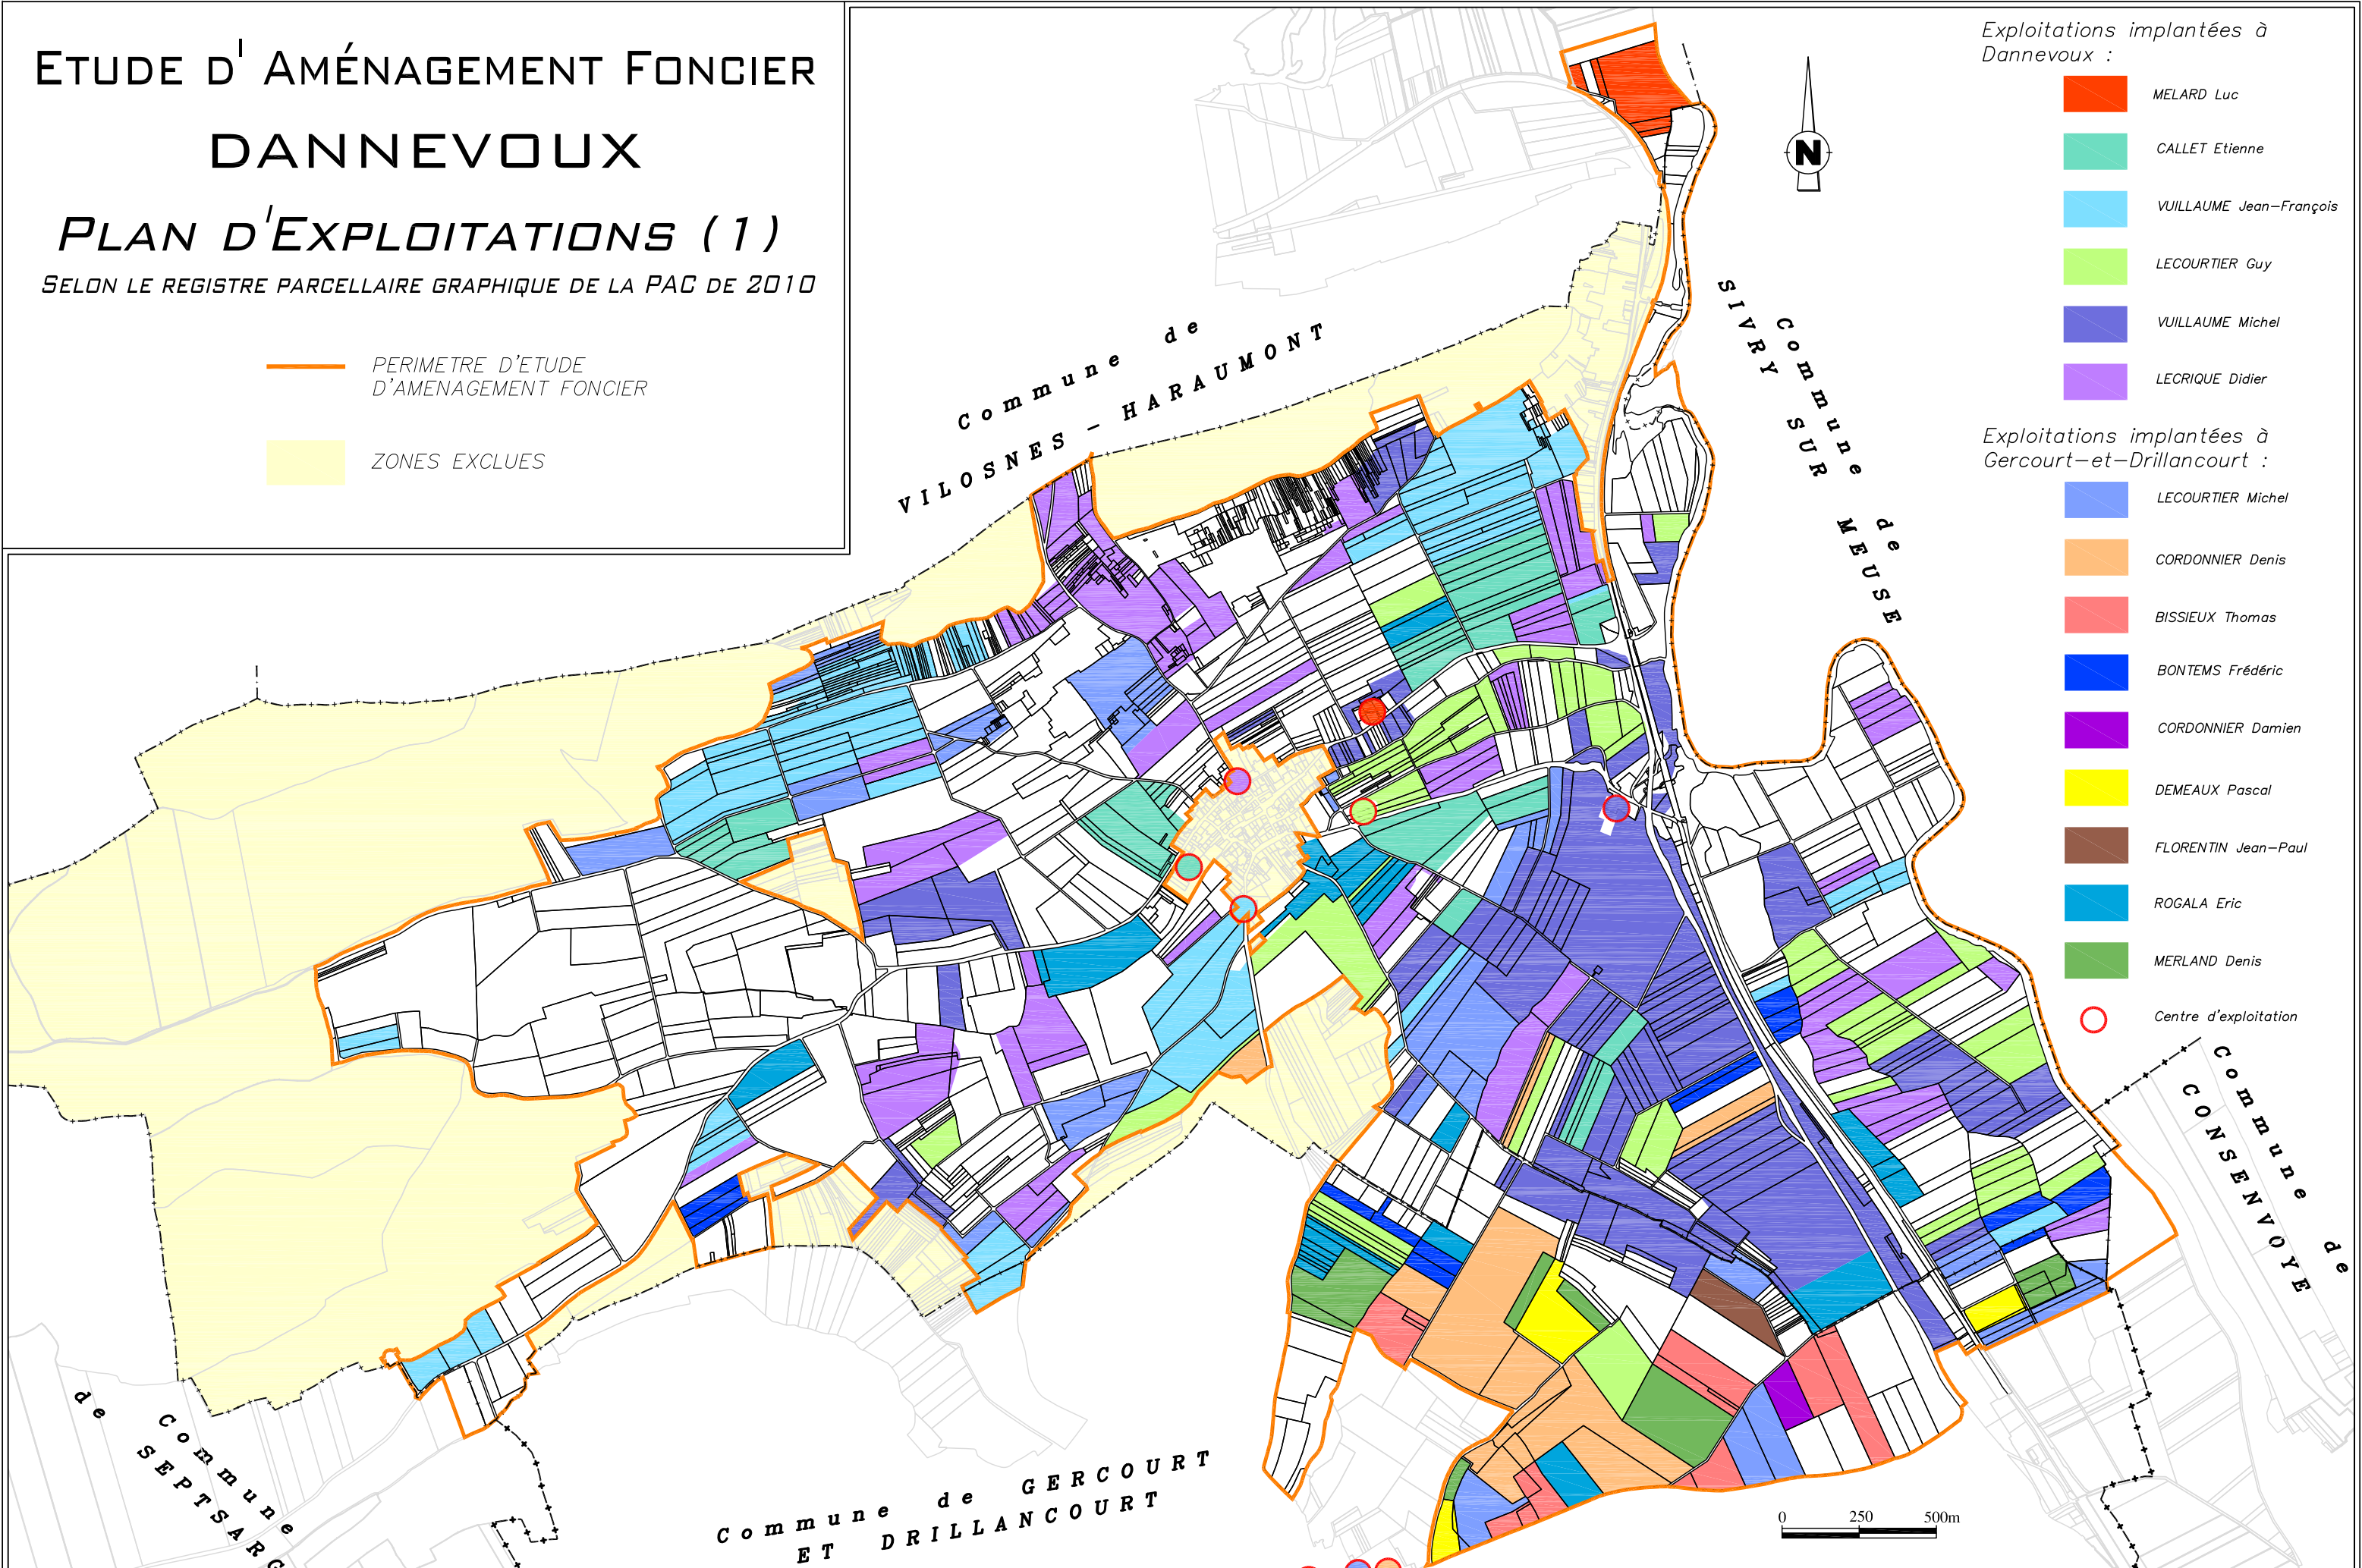 ETUDE D' AMÉNAGEMENT FONCIER
DANNEVOUX
PLAN D'EXPLOITATIONS (1)
SELON LE REGISTRE PARCELLAIRE GRAPHIQUE DE LA PAC DE 2010
PERIMETRE D'ETUDE
D'AMENAGEMENT FONCIER
ZONES EXCLUES
Commune de
VILOSNES - HARAUMONT
Commune de
SIVRY SUR MEUSE
N
Exploitations implantées à
Dannevoux :
MELARD Luc
CALLET Etienne
VUILLAUME Jean-François
LECOURTIER Guy
VUILLAUME Michel
LECRIQUE Didier
Exploitations implantées à
Gercourt-et-Drillancourt :
LECOURTIER Michel
CORDONNIER Denis
BISSIEUX Thomas
BONTEMS Frédéric
CORDONNIER Damien
DEMEAUX Pascal
FLORENTIN Jean-Paul
ROGALA Eric
MERLAND Denis
Centre d'exploitation
Commune de
CONSENVOYE
Commune de
SEPTSARG
Commune de GERCOURT
ET DRILLANCOURT
0 250 500m